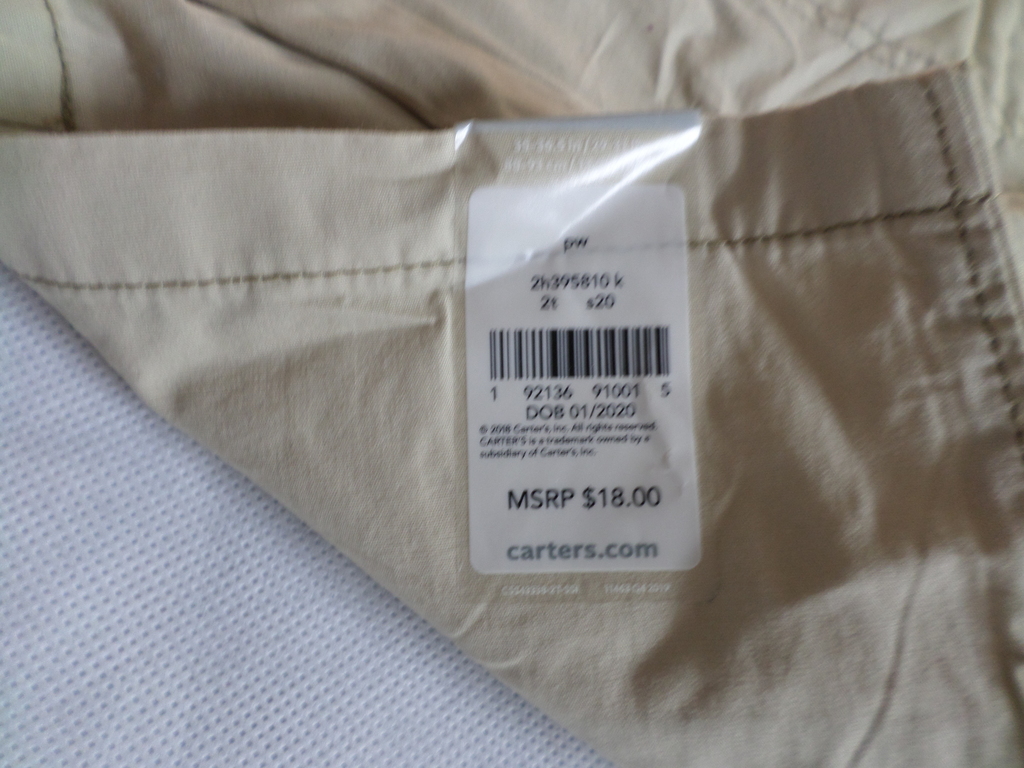 pw
2h395810 k
2t s20
1 92136 91001 5
DOB 01/2020
© 2018 Carter's, Inc. All rights reserved.
CARTER'S is a trademark owned by a
subsidiary of Carter's, Inc.
MSRP $18.00
carters.com